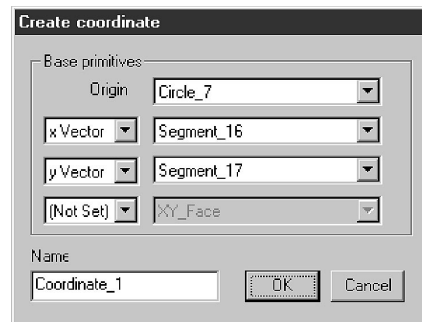 Create coordinate
Base primitives
Origin Circle_7
x Vector Segment_16
y Vector Segment_17
(Not Set) XY_Face
Name
Coordinate_1 OK Cancel